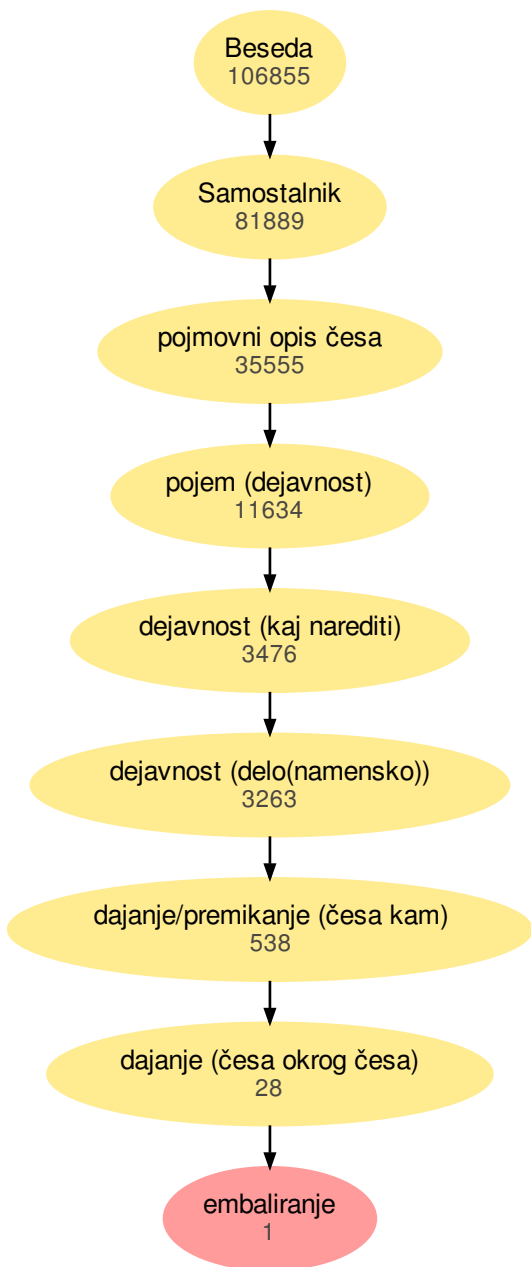 Beseda
106855
Samostalnik
81889
pojmovni opis česa
35555
pojem (dejavnost)
11634
dejavnost (kaj narediti)
3476
dejavnost (delo(namensko))
3263
dajanje/premikanje (česa kam)
538
dajanje (česa okrog česa)
28
embaliranje
1